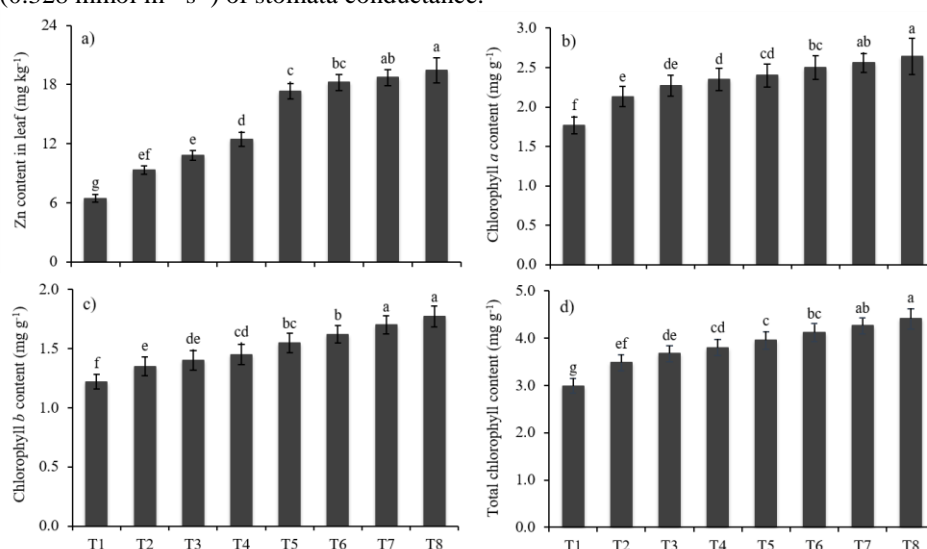 (0.528 mmol m⁻² s⁻¹) of stomata conductance.
a)
Zn content in leaf (mg kg⁻¹)
24
18
12
6
0
g
ef
e
d
c
bc
ab
a
b)
Chlorophyll a content (mg g⁻¹)
3.0
2.5
2.0
1.5
1.0
0.5
0.0
f
e
de
d
cd
bc
ab
a
c)
Chlorophyll b content (mg g⁻¹)
2.0
1.5
1.0
0.5
0.0
f
e
de
cd
bc
b
a
a
T1 T2 T3 T4 T5 T6 T7 T8
d)
Total chlorophyll content (mg g⁻¹)
5.0
4.0
3.0
2.0
1.0
0.0
g
ef
de
cd
c
bc
ab
a
T1 T2 T3 T4 T5 T6 T7 T8